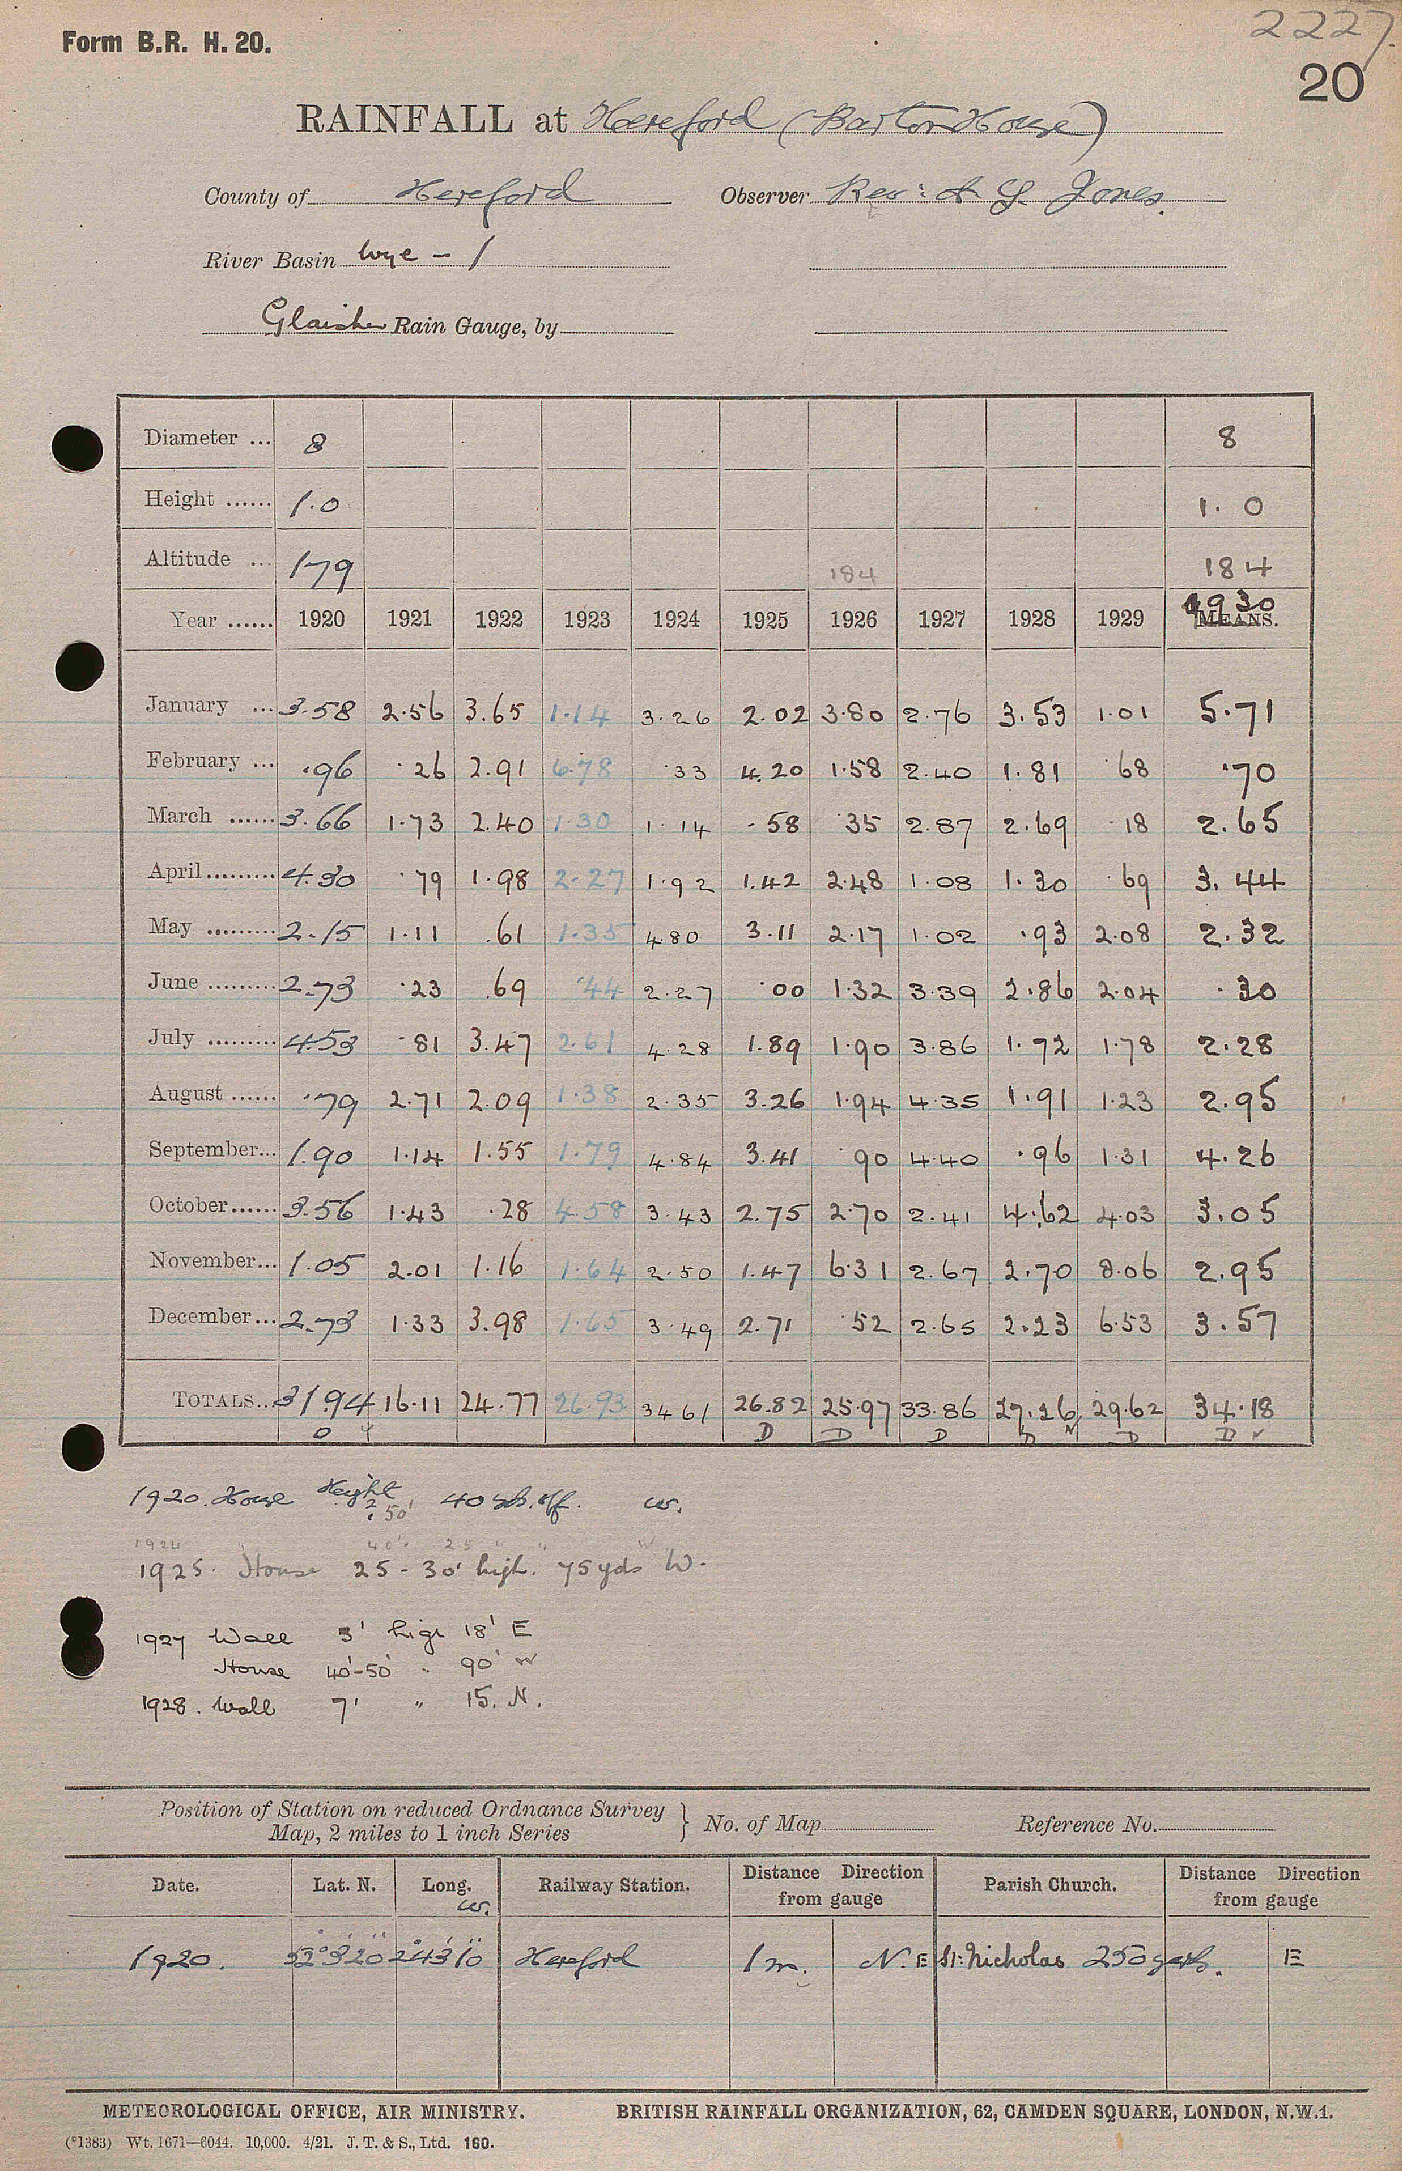 Form B.R. H. 20.
2227.
20
RAINFALL at Hereford (Barton House)
County of Hereford Observer Rev: A G. Jones.
River Basin Wye - 1
Glaisher Rain Gauge, by
Diameter ... 8 8
Height ...... 1.0 1.0
Altitude ... 179 184 184
Year ...... 1920 1921 1922 1923 1924 1925 1926 1927 1928 1929 MEANS. 1930
January ... 3.58 2.56 3.65 1.14 3.26 2.02 3.80 2.76 3.53 1.01 5.71
February ... .96 .26 2.91 6.78 .33 4.20 1.58 2.40 1.81 .68 .70
March ...... 3.66 1.73 2.40 1.30 1.14 .58 .35 2.87 2.69 .18 2.65
April ......... 4.30 .79 1.98 2.27 1.92 1.42 2.48 1.08 1.30 .69 3.44
May ......... 2.15 1.11 .61 1.35 4.80 3.11 2.17 1.02 .93 2.08 2.32
June ......... 2.73 .23 .69 .44 2.27 .00 1.32 3.39 2.86 2.04 .30
July ......... 4.53 .81 3.47 2.61 4.28 1.89 1.90 3.86 1.72 1.78 2.28
August ...... .79 2.71 2.09 1.38 2.35 3.26 1.94 4.35 1.91 1.23 2.95
September... 1.90 1.14 1.55 1.79 4.84 3.41 .90 4.40 .96 1.31 4.26
October ...... 3.56 1.43 .28 4.58 3.43 2.75 2.70 2.41 4.62 4.03 3.05
November... 1.05 2.01 1.16 1.64 2.50 1.47 6.31 2.67 2.70 8.06 2.95
December... 2.73 1.33 3.98 1.65 3.49 2.71 .52 2.65 2.23 6.53 3.57
TOTALS.. 31.94 16.11 24.77 26.93 34.61 26.82 25.97 33.86 27.26 29.62 34.18
D D D D D D
1920. House Height ? 50' 40 yds. off. W.
1924 " 40' " 25 " " W
1925. House 25 - 30' high. 75 yds W.
1927 Wall 5' high 18' E
House 40'-50' " 90' W
1928. Wall 7' " 15. N.
Position of Station on reduced Ordnance Survey
Map, 2 miles to 1 inch Series } No. of Map Reference No.
Date. Lat. N. Long. W. Railway Station. Distance Direction from gauge Parish Church. Distance Direction from gauge
1920. 52° 3' 20" 2° 43' 10" Hereford 1 m. N.E St. Nicholas 250 yards. E
METEOROLOGICAL OFFICE, AIR MINISTRY. BRITISH RAINFALL ORGANIZATION, 62, CAMDEN SQUARE, LONDON, N.W.1.
(*1383) Wt. 1671—6044. 10,000. 4/21. J. T. & S., Ltd. 160.